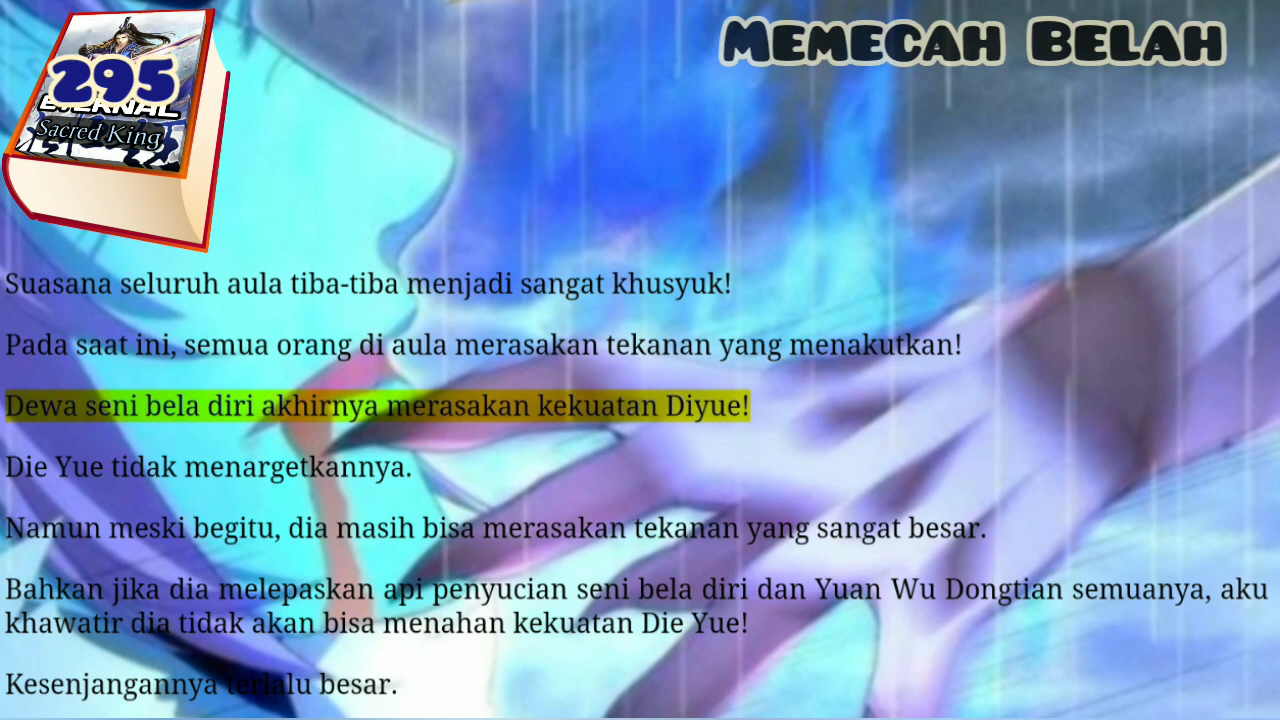 Memecah Belah
295
ETERNAL
Sacred King
Suasana seluruh aula tiba-tiba menjadi sangat khusyuk!
Pada saat ini, semua orang di aula merasakan tekanan yang menakutkan!
Dewa seni bela diri akhirnya merasakan kekuatan Diyue!
Die Yue tidak menargetkannya.
Namun meski begitu, dia masih bisa merasakan tekanan yang sangat besar.
Bahkan jika dia melepaskan api penyucian seni bela diri dan Yuan Wu Dongtian semuanya, aku
khawatir dia tidak akan bisa menahan kekuatan Die Yue!
Kesenjangannya terlalu besar.